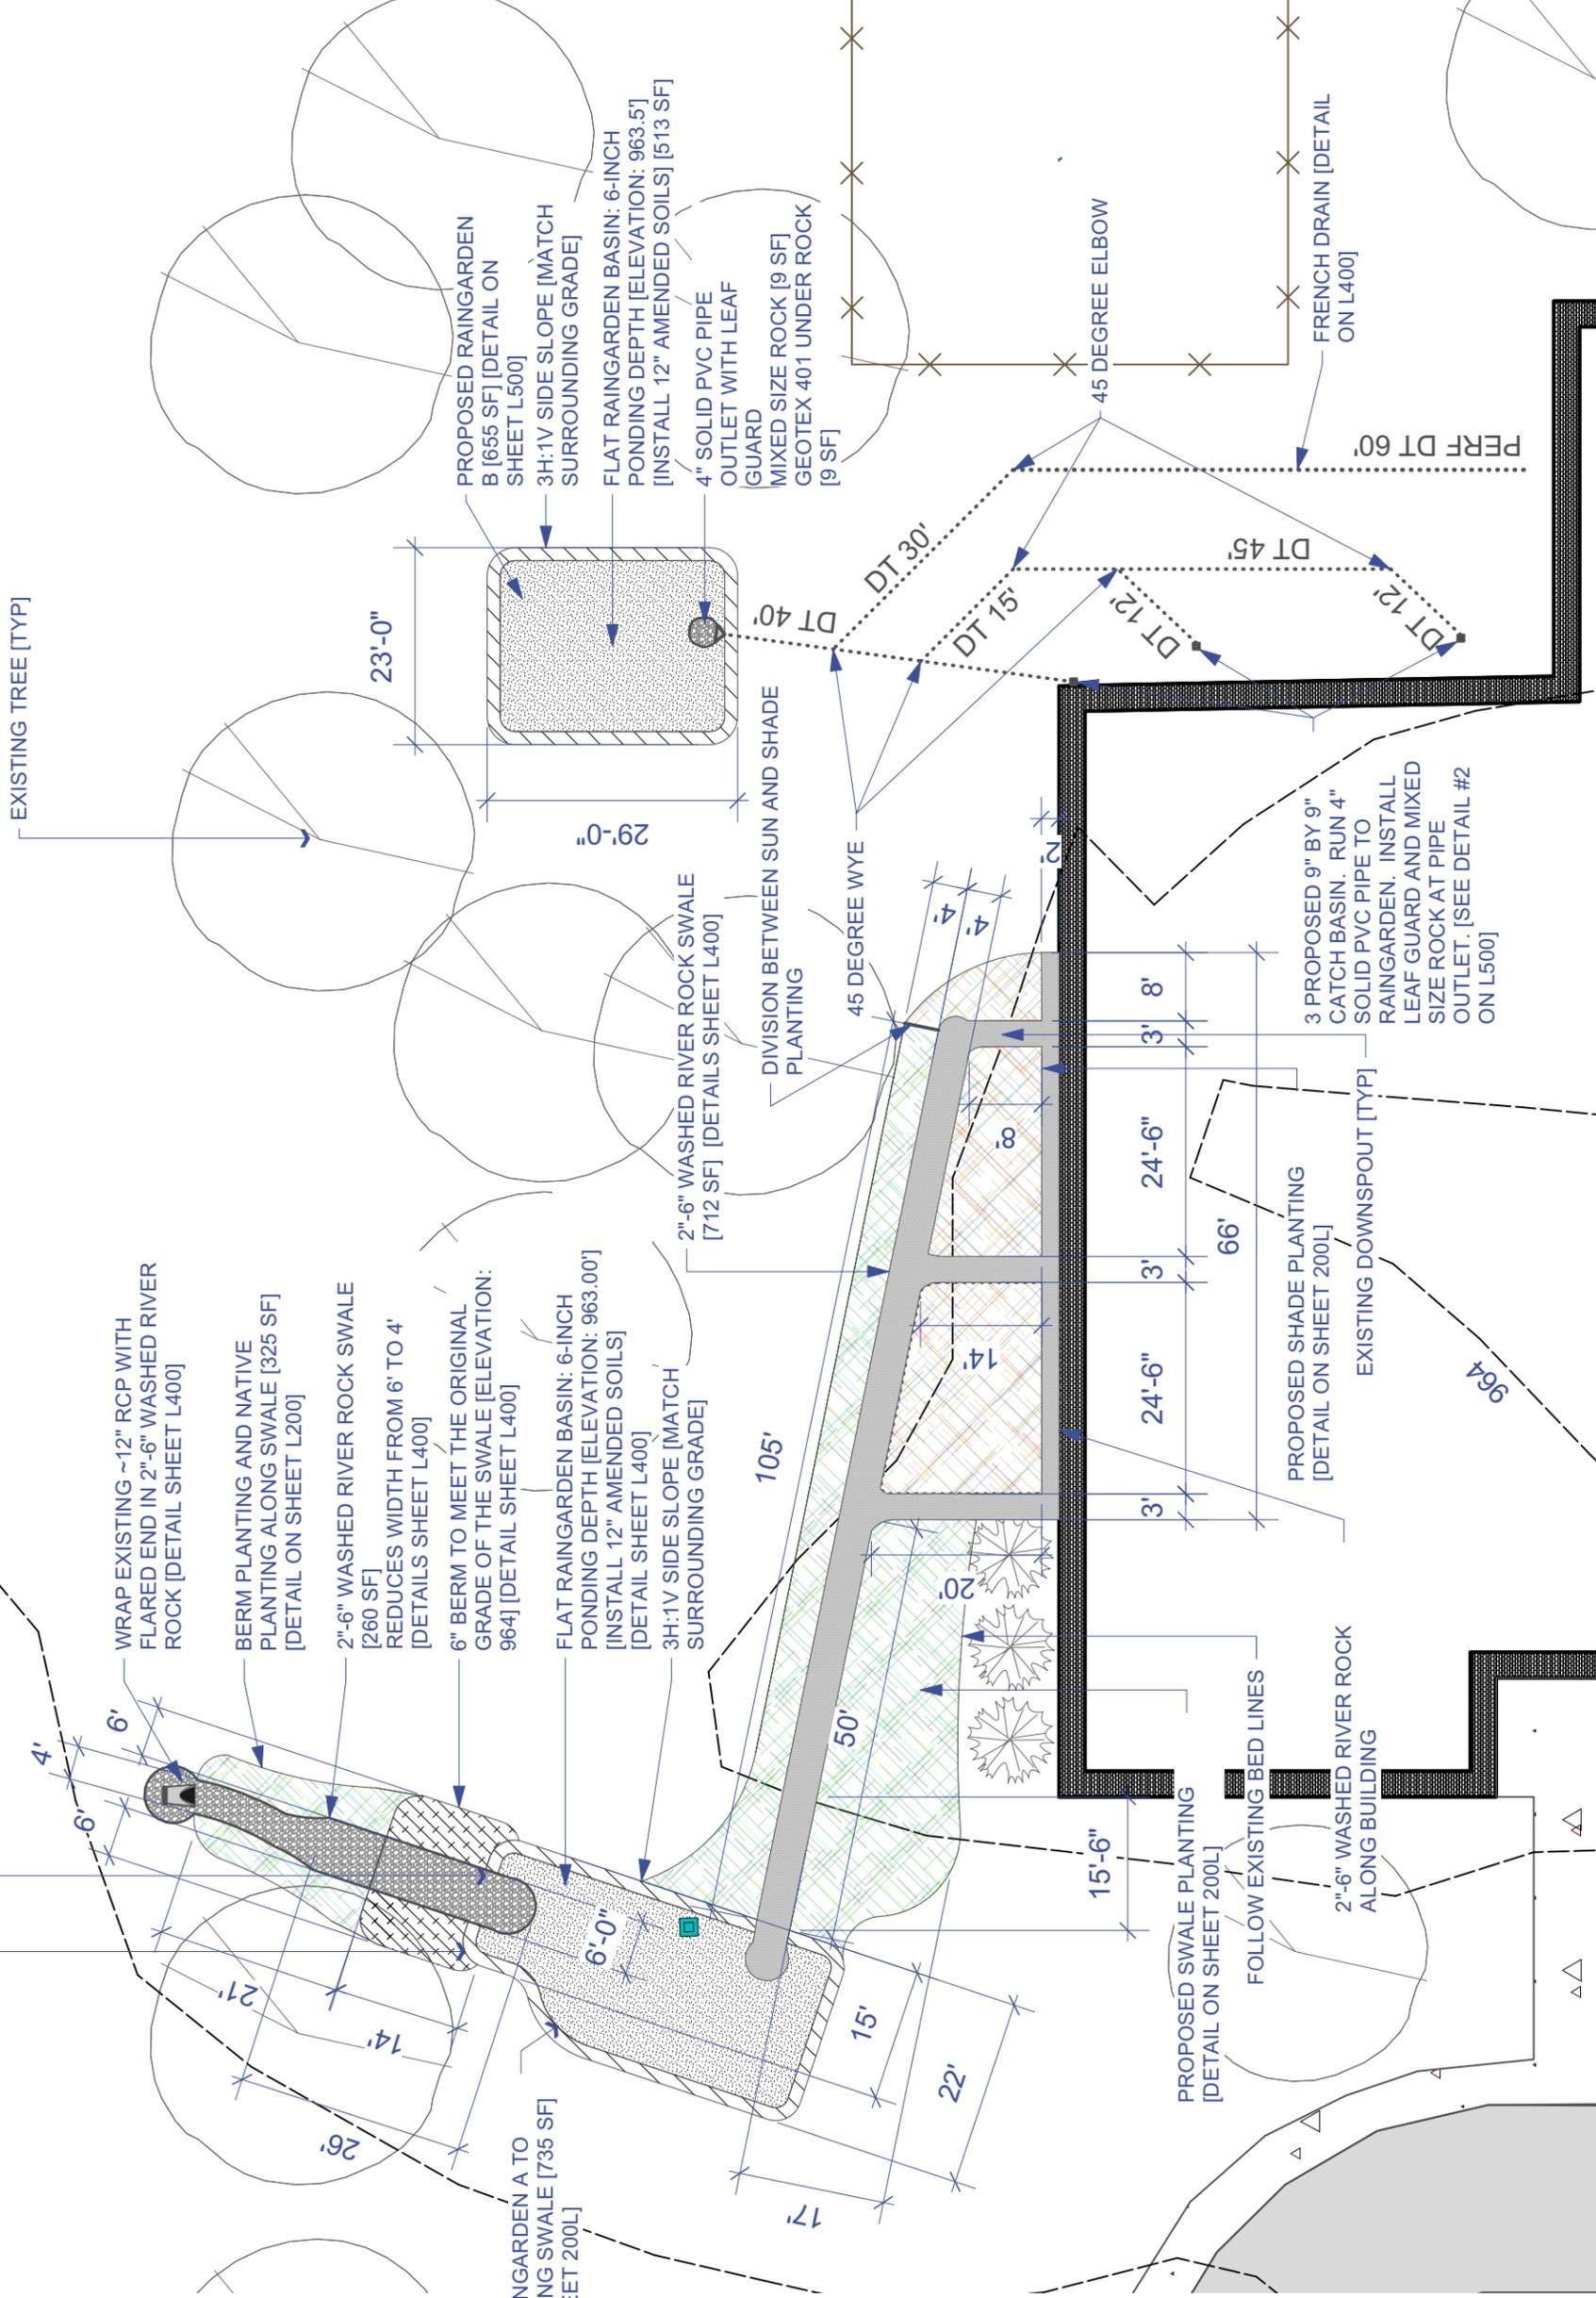 EXISTING TREE [TYP]
WRAP EXISTING ~12" RCP WITH
FLARED END IN 2"-6" WASHED RIVER
ROCK [DETAIL SHEET L400]
BERM PLANTING AND NATIVE
PLANTING ALONG SWALE [325 SF]
[DETAIL ON SHEET L200]
2"-6" WASHED RIVER ROCK SWALE
[260 SF]
REDUCES WIDTH FROM 6' TO 4'
[DETAILS SHEET L400]
6" BERM TO MEET THE ORIGINAL
GRADE OF THE SWALE [ELEVATION:
964] [DETAIL SHEET L400]
FLAT RAINGARDEN BASIN: 6-INCH
PONDING DEPTH [ELEVATION: 963.00']
[INSTALL 12" AMENDED SOILS]
[DETAIL SHEET L400]
3H:1V SIDE SLOPE [MATCH
SURROUNDING GRADE]
PROPOSED RAINGARDEN
B [655 SF] [DETAIL ON
SHEET L500]
3H:1V SIDE SLOPE [MATCH
SURROUNDING GRADE]
FLAT RAINGARDEN BASIN: 6-INCH
PONDING DEPTH [ELEVATION: 963.5']
[INSTALL 12" AMENDED SOILS] [513 SF]
4" SOLID PVC PIPE
OUTLET WITH LEAF
GUARD
MIXED SIZE ROCK [9 SF]
GEOTEX 401 UNDER ROCK
[9 SF]
23'-0"
29'-0"
2"-6" WASHED RIVER ROCK SWALE
[712 SF] [DETAILS SHEET L400]
DIVISION BETWEEN SUN AND SHADE
PLANTING
45 DEGREE WYE
45 DEGREE ELBOW
FRENCH DRAIN [DETAIL
ON L400]
DT 40'
DT 30'
DT 15'
DT 12'
DT 45'
DT 12'
PERF DT 60'
4'
6'
6'
21'
14'
26'
6'-0"
15'
22'
17'
105'
50'
20'
14'
8'
4'
4'
2'
8'
3'
24'-6"
3'
24'-6"
3'
66'
15'-6"
964
NGARDEN A TO
NG SWALE [735 SF]
EET 200L]
3 PROPOSED 9" BY 9"
CATCH BASIN. RUN 4"
SOLID PVC PIPE TO
RAINGARDEN. INSTALL
LEAF GUARD AND MIXED
SIZE ROCK AT PIPE
OUTLET. [SEE DETAIL #2
ON L500]
PROPOSED SHADE PLANTING
[DETAIL ON SHEET 200L]
EXISTING DOWNSPOUT [TYP]
PROPOSED SWALE PLANTING
[DETAIL ON SHEET 200L]
FOLLOW EXISTING BED LINES
2"-6" WASHED RIVER ROCK
ALONG BUILDING